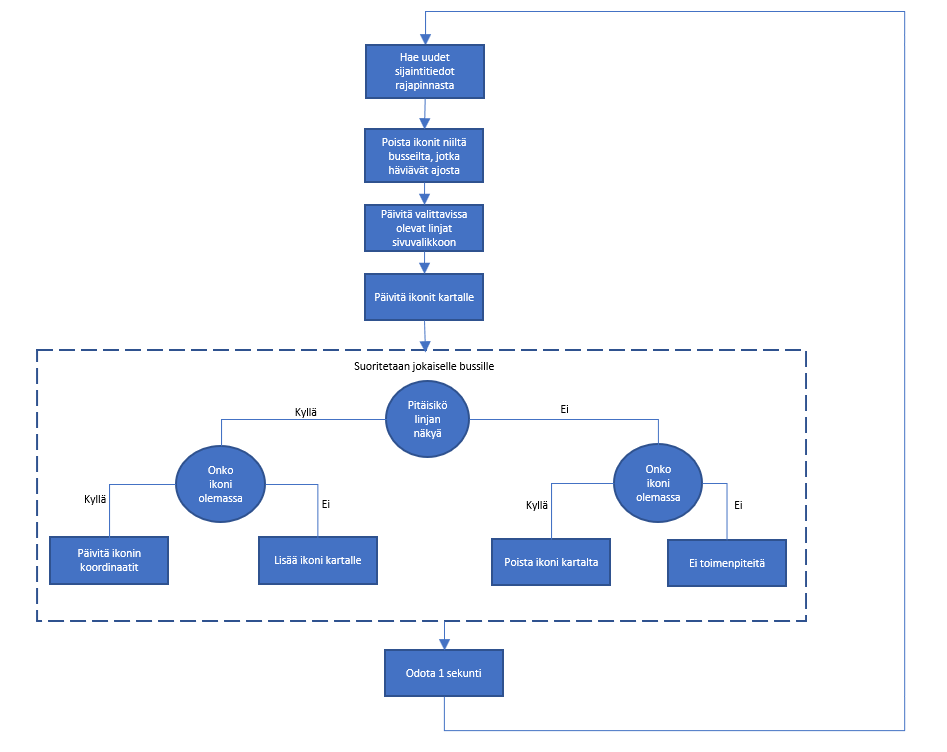 Hae uudet
sijaintitiedot
rajapinnasta
Poista ikonit niiltä
busseilta, jotka
häviävät ajosta
Päivitä valittavissa
olevat linjat
sivuvalikkoon
Päivitä ikonit kartalle
Suoritetaan jokaiselle bussille
Pitäisikö
linjan
näkyä
Kyllä
Ei
Onko
ikoni
olemassa
Onko
ikoni
olemassa
Kyllä
Ei
Kyllä
Ei
Päivitä ikonin
koordinaatit
Lisää ikoni kartalle
Poista ikoni kartalta
Ei toimenpiteitä
Odota 1 sekunti